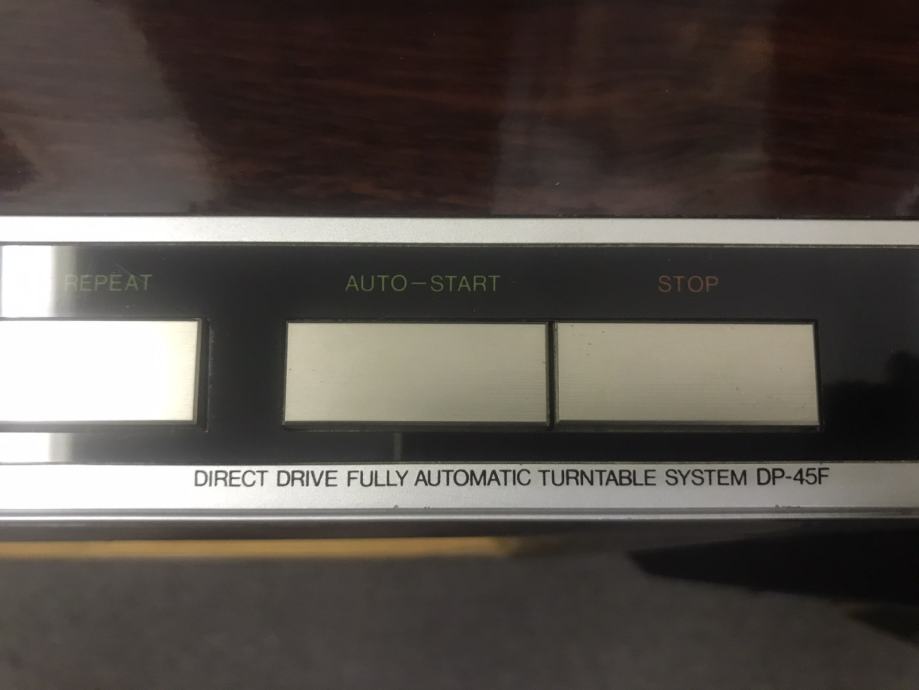 REPEAT AUTO-START STOP
DIRECT DRIVE FULLY AUTOMATIC TURNTABLE SYSTEM DP-45F